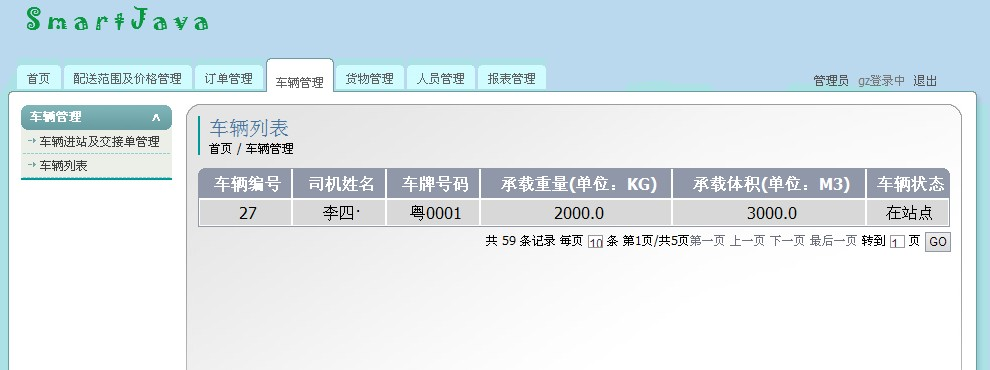 SmartJava
首页 配送范围及价格管理 订单管理 车辆管理 货物管理 人员管理 报表管理 管理员 gz登录中 退出
车辆管理
车辆进站及交接单管理
车辆列表
车辆列表
首页 / 车辆管理
车辆编号 司机姓名 车牌号码 承载重量(单位：KG) 承载体积(单位：M3) 车辆状态
27 李四· 粤0001 2000.0 3000.0 在站点
共 59 条记录 每页 10 条 第1页/共5页第一页 上一页 下一页 最后一页 转到 1 页 GO